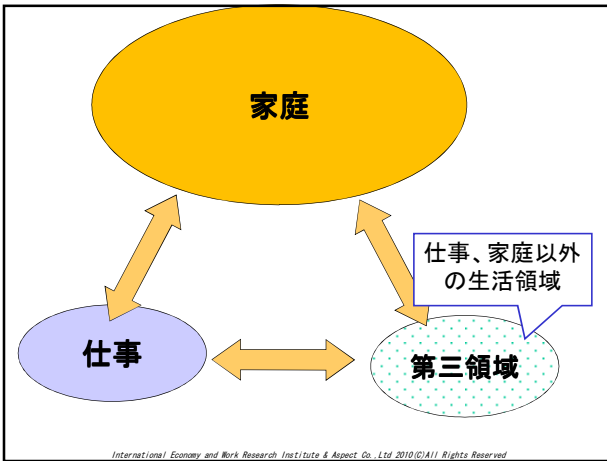 家庭
仕事、家庭以外
の生活領域
仕事
第三領域
International Economy and Work Research Institute & Aspect Co.,Ltd 2010(C)All Rights Reserved